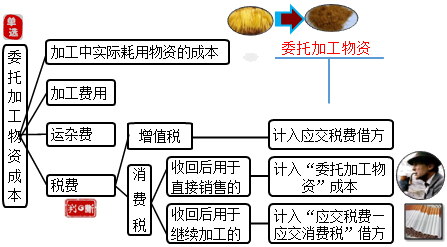 单选
委托加工物资成本
加工中实际耗用物资的成本
委托加工物资
加工费用
运杂费
税费
判断
增值税
计入应交税费借方
消费税
收回后用于
直接销售的
计入“委托加工物
资”成本
收回后用于
继续加工的
计入“应交税费—
应交消费税”借方